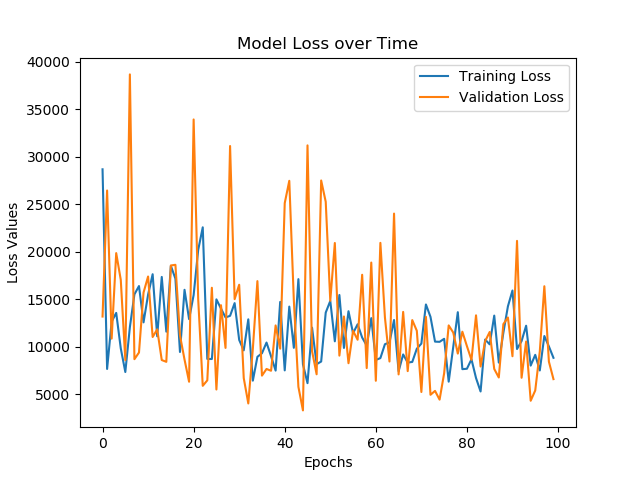 Model Loss over Time
Training Loss
Validation Loss
40000
35000
30000
25000
20000
15000
10000
5000
Loss Values
0 20 40 60 80 100
Epochs